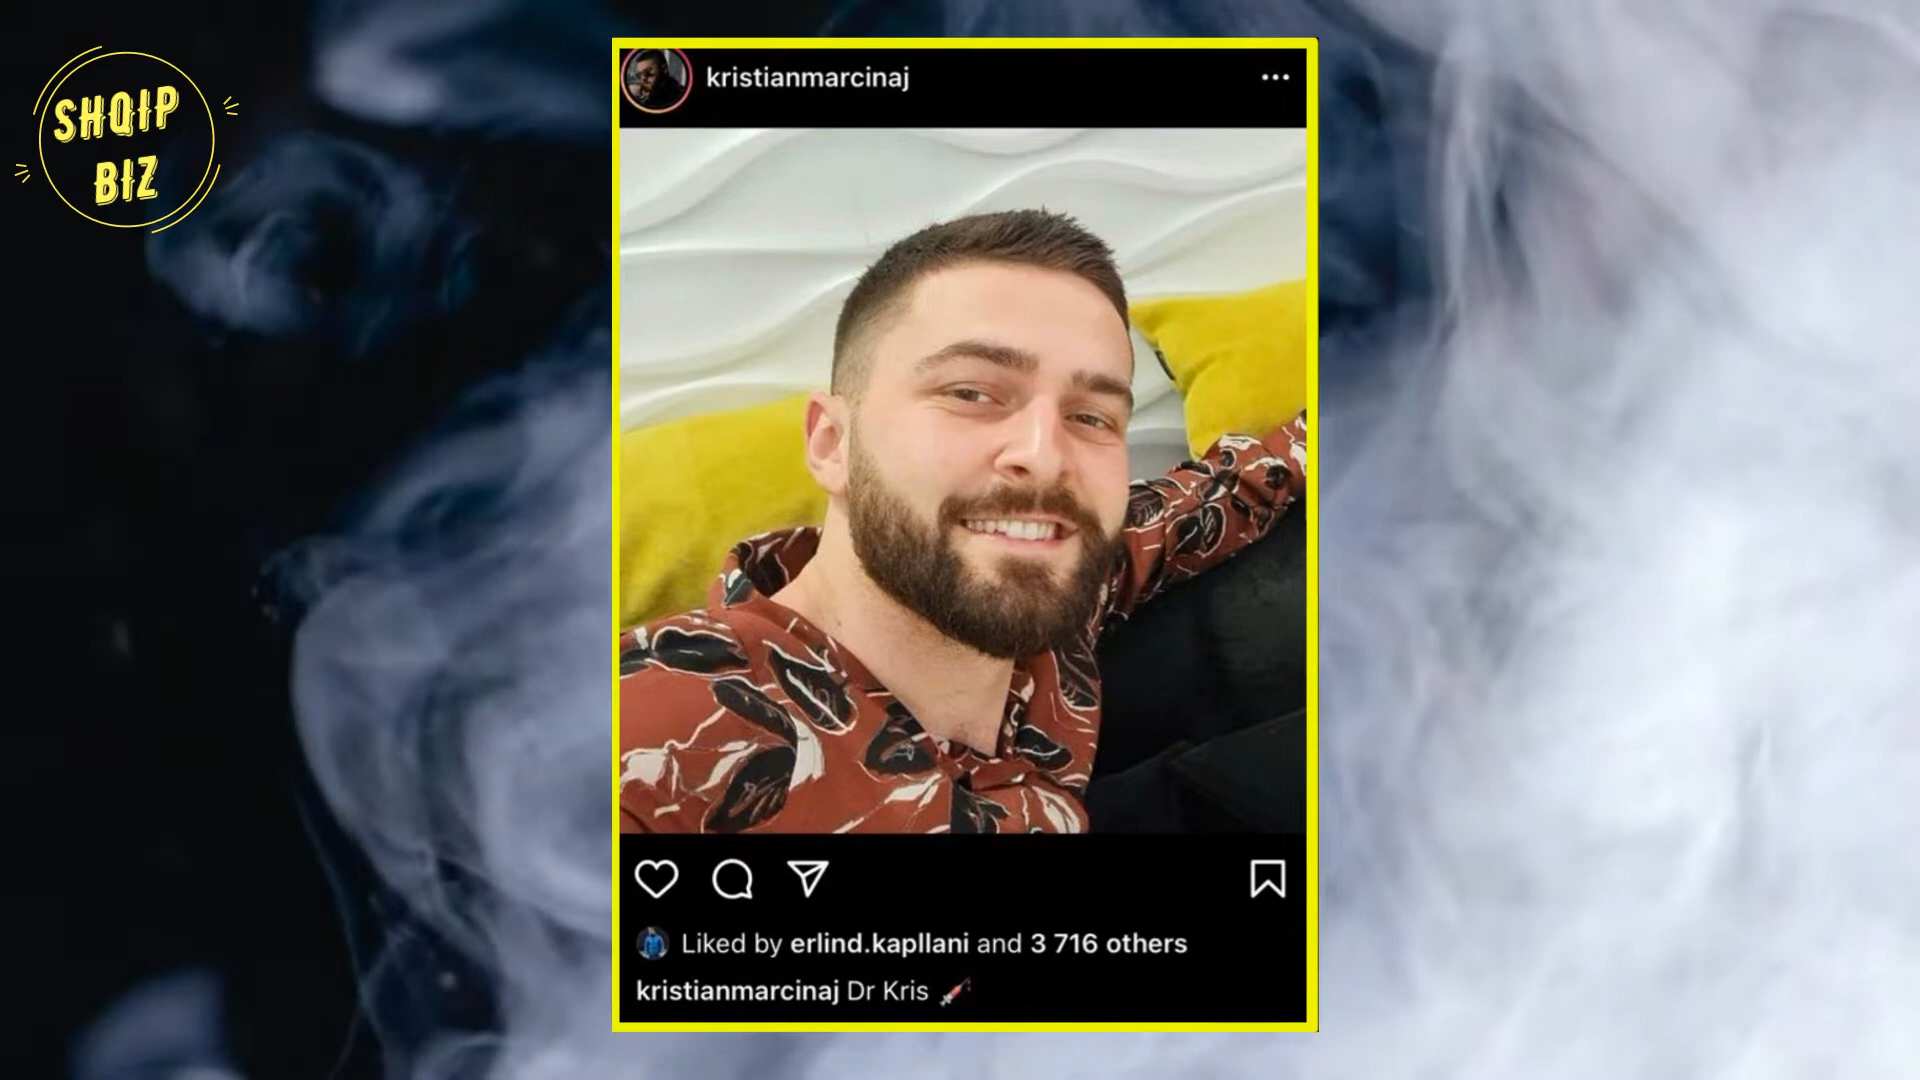 SHQIP
BIZ
kristianmarcinaj
Liked by erlind.kapllani and 3 716 others
kristianmarcinaj Dr Kris 💉